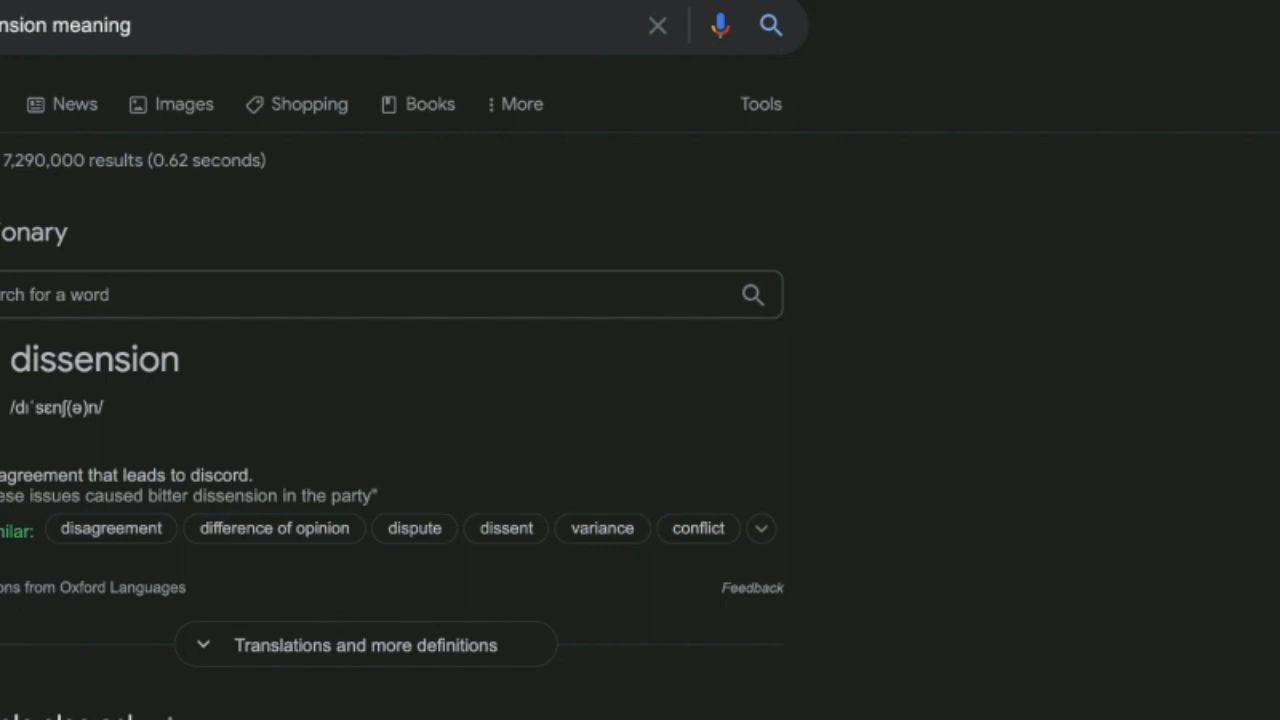 nsion meaning
News Images Shopping Books More Tools
7,290,000 results (0.62 seconds)
onary
rch for a word
dissension
/dɪˈsɛnʃ(ə)n/
agreement that leads to discord.
ese issues caused bitter dissension in the party"
nilar: disagreement difference of opinion dispute dissent variance conflict
ons from Oxford Languages Feedback
Translations and more definitions